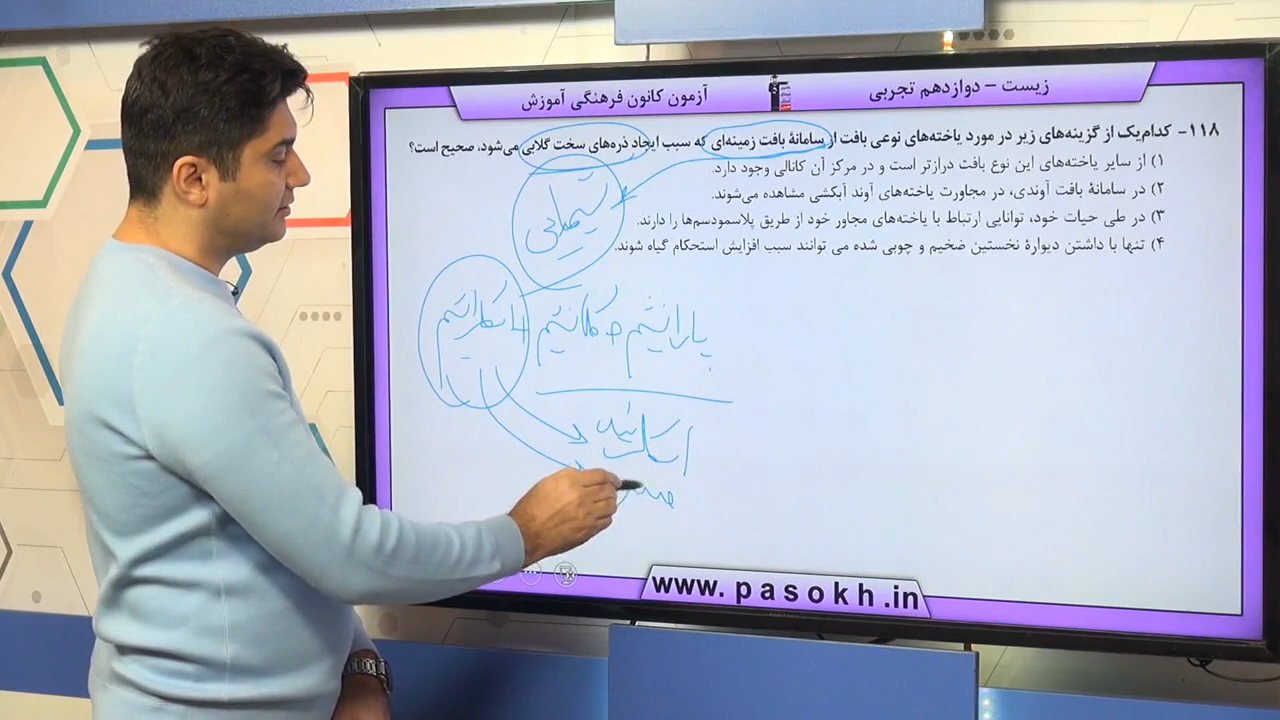 زیست – دوازدهم تجربی
آزمون کانون فرهنگی آموزش
۱۱۸- کدام‌یک از گزینه‌های زیر در مورد یاخته‌های نوعی بافت از سامانۀ بافت زمینه‌ای که سبب ایجاد ذره‌های سخت گلابی می‌شود، صحیح است؟
۱) از سایر یاخته‌های این نوع بافت درازتر است و در مرکز آن کانالی وجود دارد.
۲) در سامانۀ بافت آوندی، در مجاورت یاخته‌های آوند آبکشی مشاهده می‌شوند.
۳) در طی حیات خود، توانایی ارتباط با یاخته‌های مجاور خود از طریق پلاسمودسم‌ها را دارند.
۴) تنها با داشتن دیوارۀ نخستین ضخیم و چوبی شده می توانند سبب افزایش استحکام گیاه شوند.
پارانشیم + کلانشیم + اسکلرانشیم
اسکلرئید
www.pasokh.in